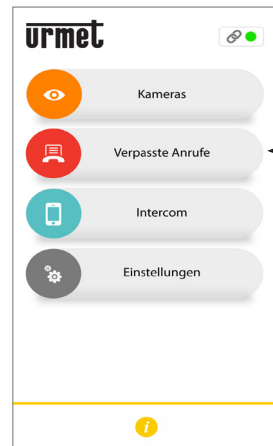 urmet
Kameras
Verpasste Anrufe
Intercom
Einstellungen
i